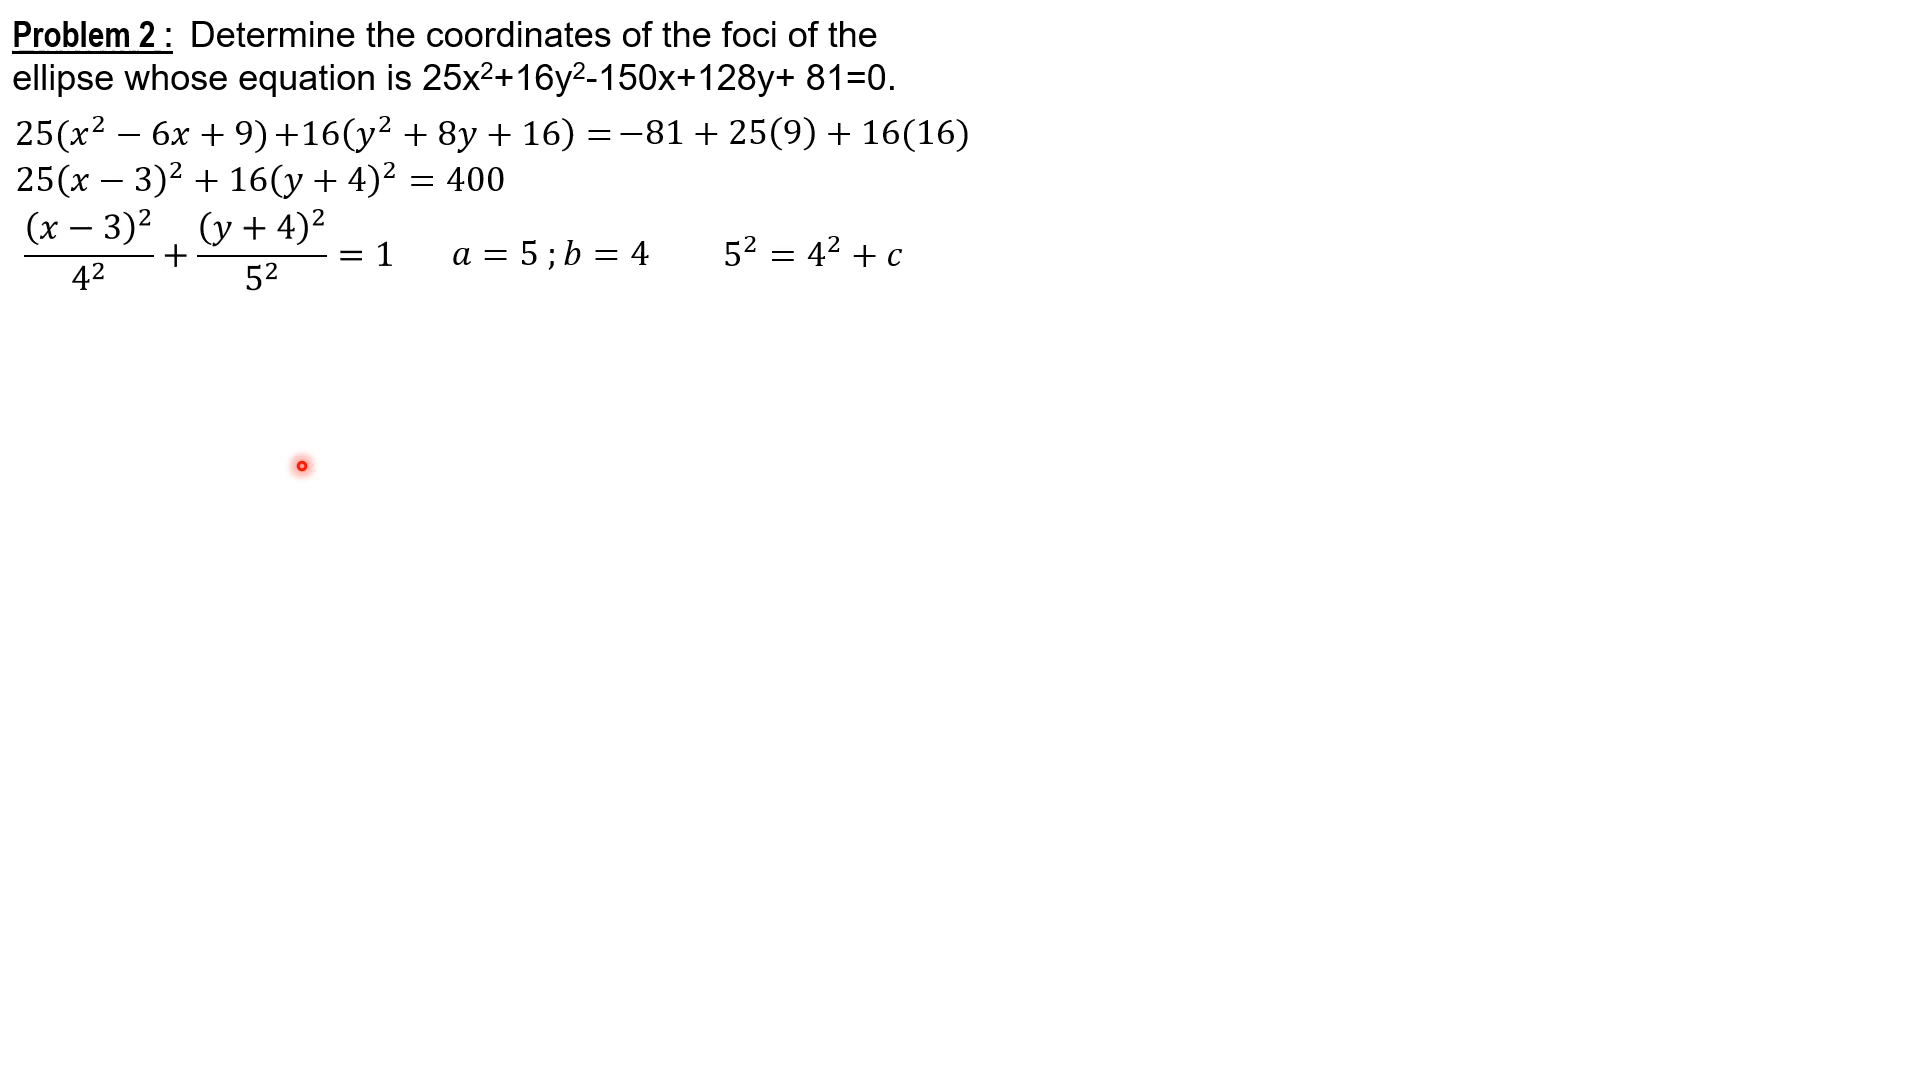 Problem 2 : Determine the coordinates of the foci of the
ellipse whose equation is 25x²+16y²-150x+128y+ 81=0.
25(x² − 6x + 9) +16(y² + 8y + 16) = −81 + 25(9) + 16(16)
25(x − 3)² + 16(y + 4)² = 400
(x − 3)²/4² + (y + 4)²/5² = 1 a = 5 ; b = 4 5² = 4² + c